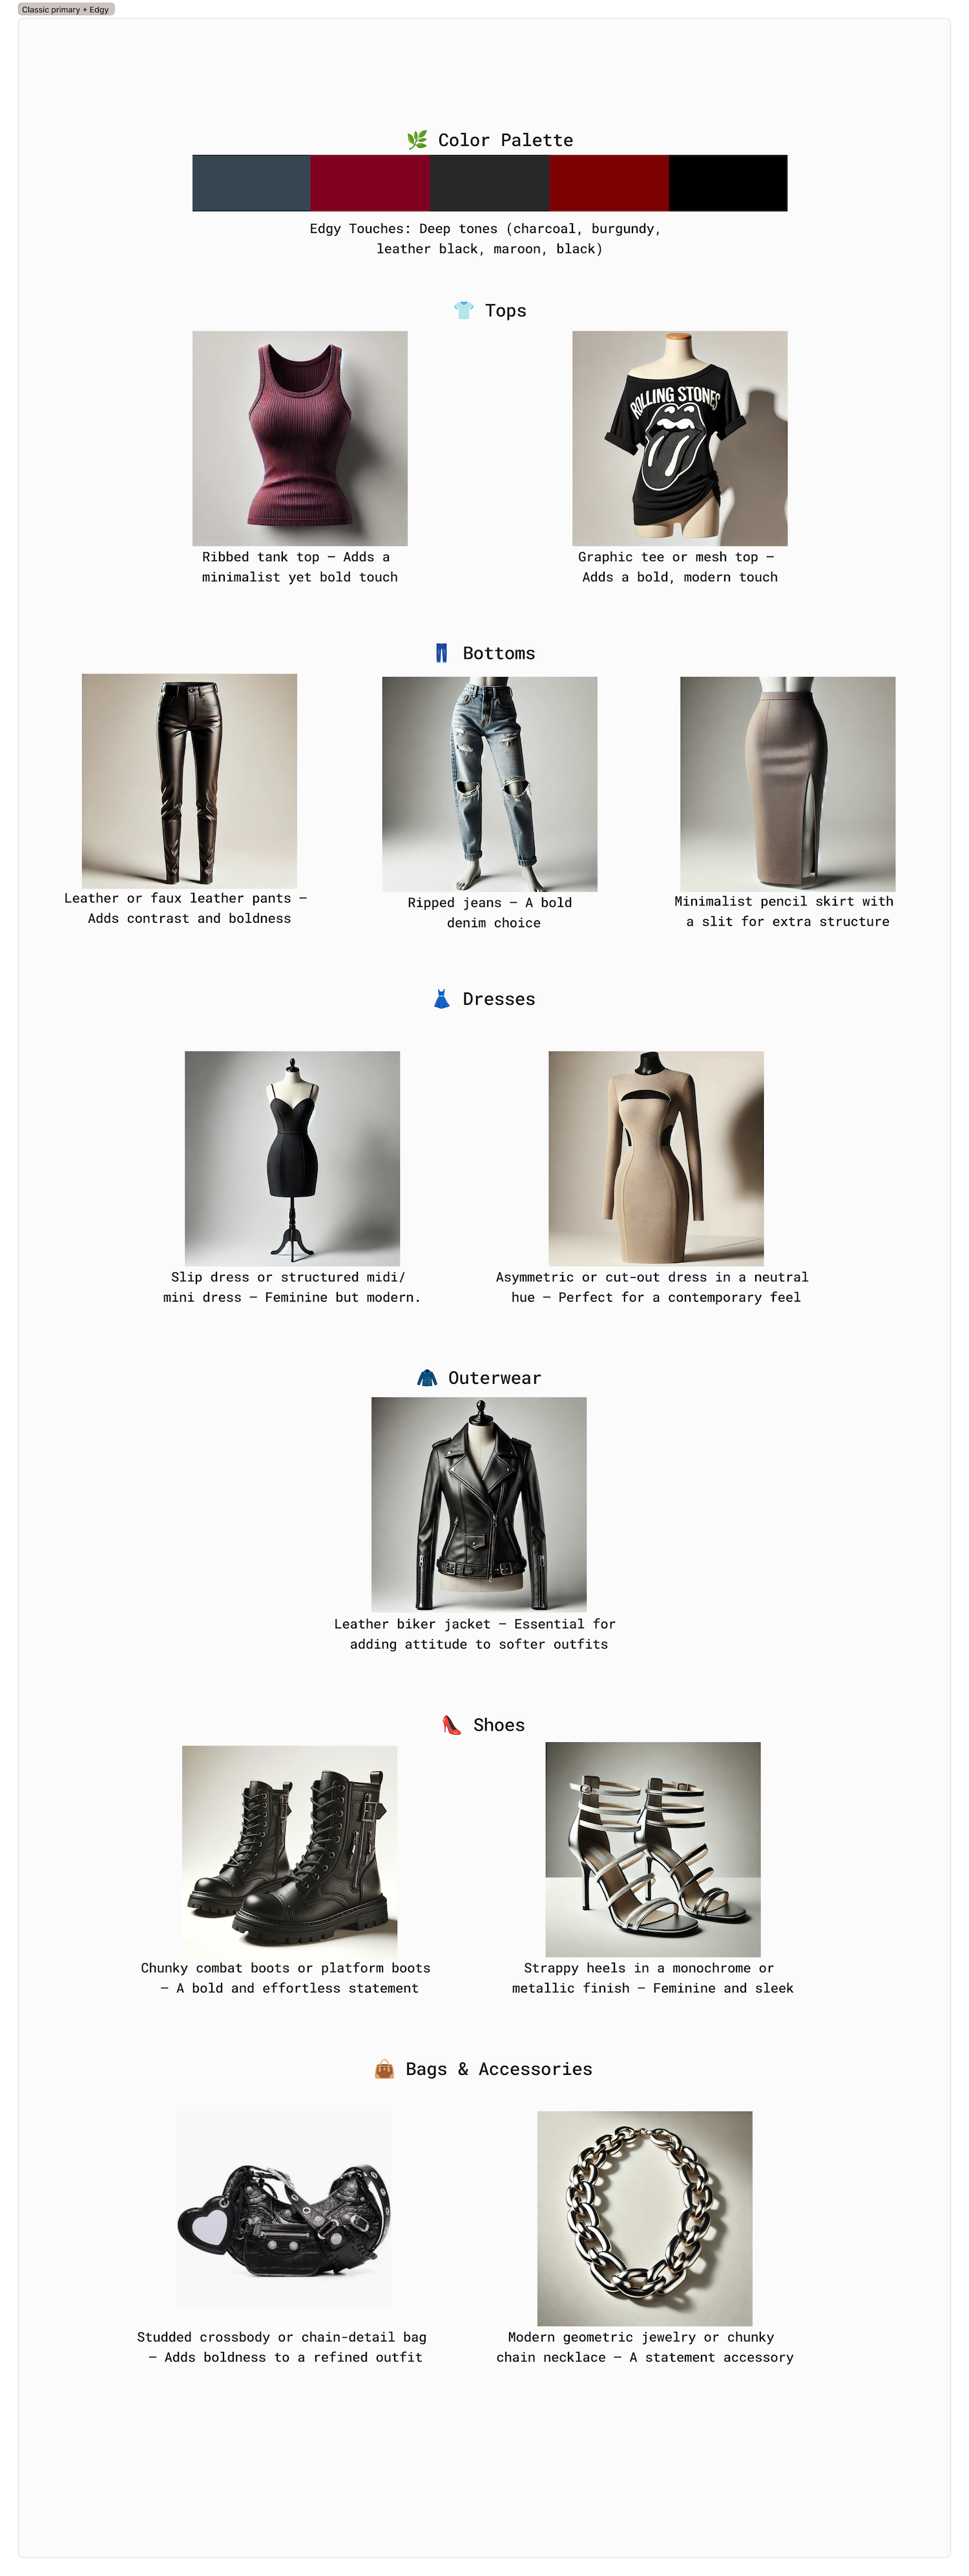 Classic primary + Edgy
🌿 Color Palette
Edgy Touches: Deep tones (charcoal, burgundy,
leather black, maroon, black)
👕 Tops
ROLLING STONES
Ribbed tank top – Adds a
minimalist yet bold touch
Graphic tee or mesh top –
Adds a bold, modern touch
👖 Bottoms
Leather or faux leather pants –
Adds contrast and boldness
Ripped jeans – A bold
denim choice
Minimalist pencil skirt with
a slit for extra structure
👗 Dresses
Slip dress or structured midi/
mini dress – Feminine but modern.
Asymmetric or cut-out dress in a neutral
hue – Perfect for a contemporary feel
🧥 Outerwear
Leather biker jacket – Essential for
adding attitude to softer outfits
👠 Shoes
Chunky combat boots or platform boots
– A bold and effortless statement
Strappy heels in a monochrome or
metallic finish – Feminine and sleek
👜 Bags & Accessories
Studded crossbody or chain-detail bag
– Adds boldness to a refined outfit
Modern geometric jewelry or chunky
chain necklace – A statement accessory